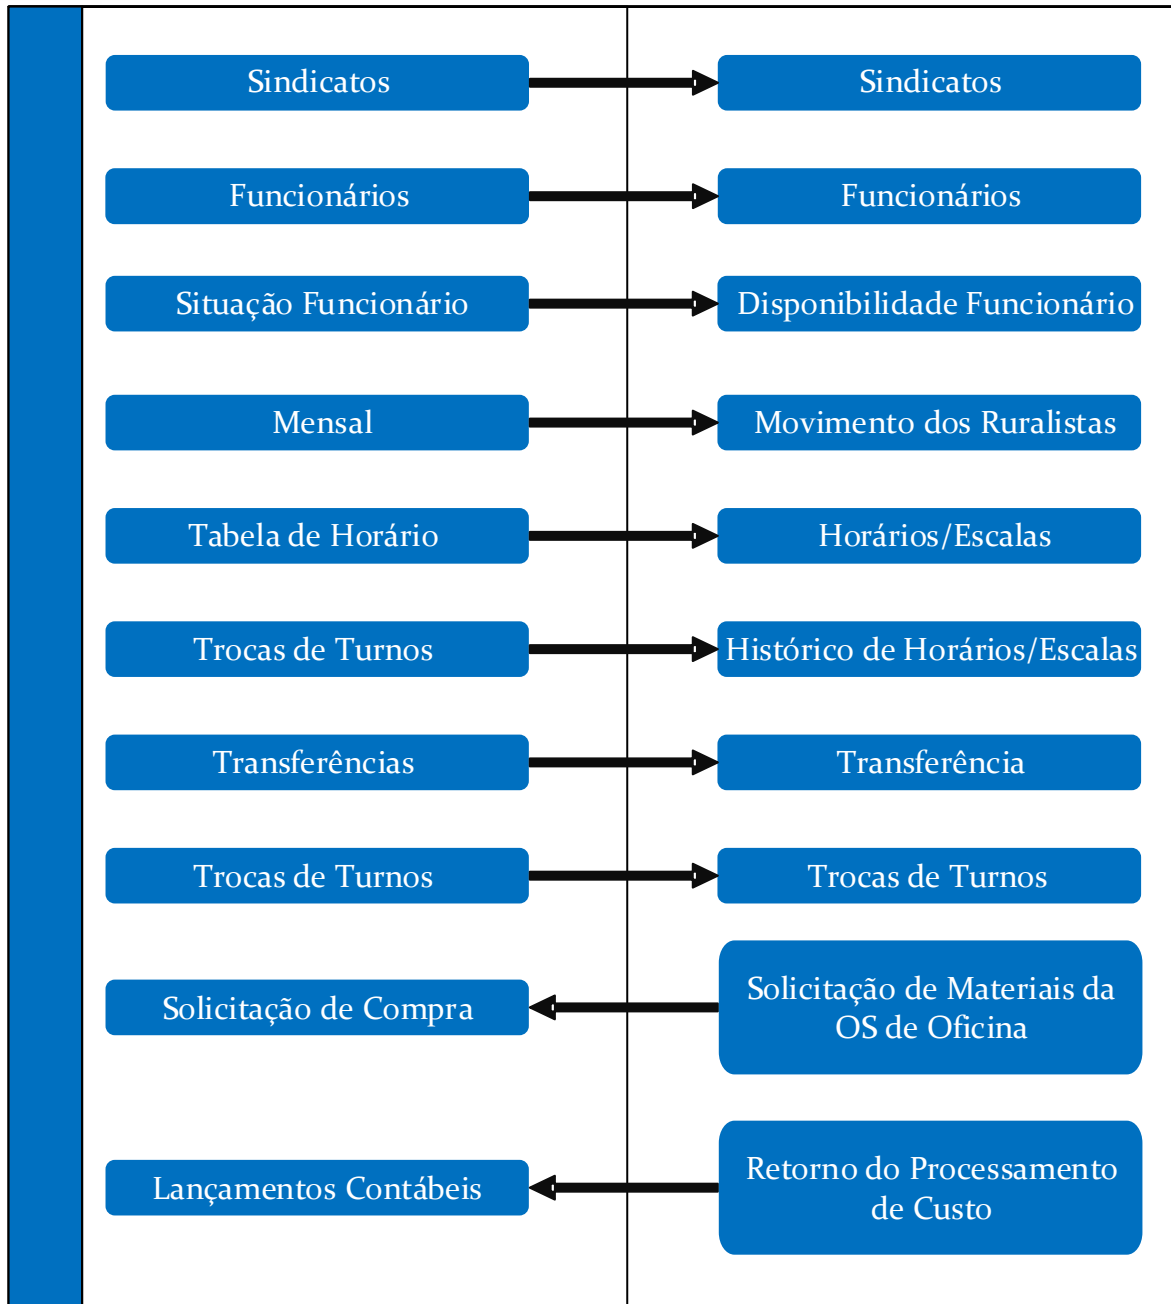 Sindicatos
Sindicatos
Funcionários
Funcionários
Situação Funcionário
Disponibilidade Funcionário
Mensal
Movimento dos Ruralistas
Tabela de Horário
Horários/Escalas
Trocas de Turnos
Histórico de Horários/Escalas
Transferências
Transferência
Trocas de Turnos
Trocas de Turnos
Solicitação de Compra
Solicitação de Materiais da
OS de Oficina
Lançamentos Contábeis
Retorno do Processamento
de Custo